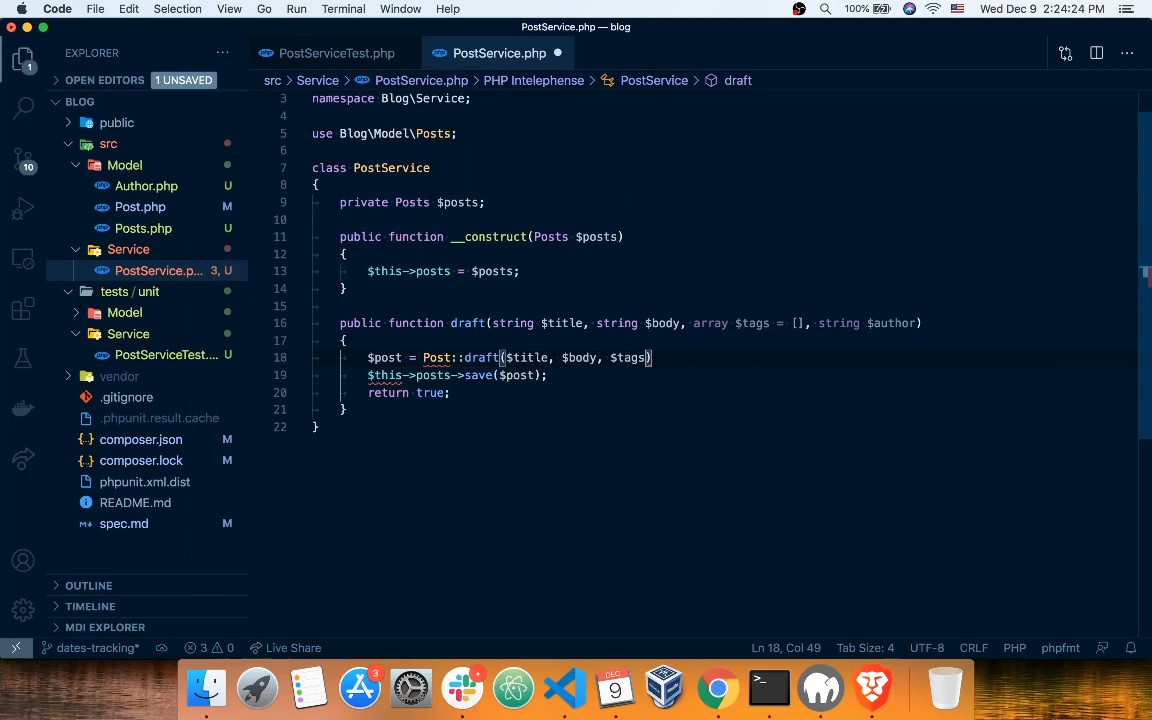 Code File Edit Selection View Go Run Terminal Window Help 100% Wed Dec 9 2:24:24 PM
PostService.php — blog
EXPLORER ···
PostServiceTest.php
PostService.php
OPEN EDITORS 1 UNSAVED
src > Service > PostService.php > PHP Intelephense > PostService > draft
BLOG
public
src
Model
Author.php U
Post.php M
Posts.php U
Service
PostService.p... 3, U
tests / unit
Model
Service
PostServiceTest.... U
vendor
.gitignore
.phpunit.result.cache
composer.json M
composer.lock M
phpunit.xml.dist
README.md
spec.md M
OUTLINE
TIMELINE
MDI EXPLORER
1
10
3 namespace Blog\Service;
4
5 use Blog\Model\Posts;
6
7 class PostService
8 {
9 private Posts $posts;
10
11 public function __construct(Posts $posts)
12 {
13 $this->posts = $posts;
14 }
15
16 public function draft(string $title, string $body, array $tags = [], string $author)
17 {
18 $post = Post::draft($title, $body, $tags)
19 $this->posts->save($post);
20 return true;
21 }
22 }
dates-tracking* 3 0 Live Share Ln 18, Col 49 Tab Size: 4 UTF-8 CRLF PHP phpfmt
3
DEC
9